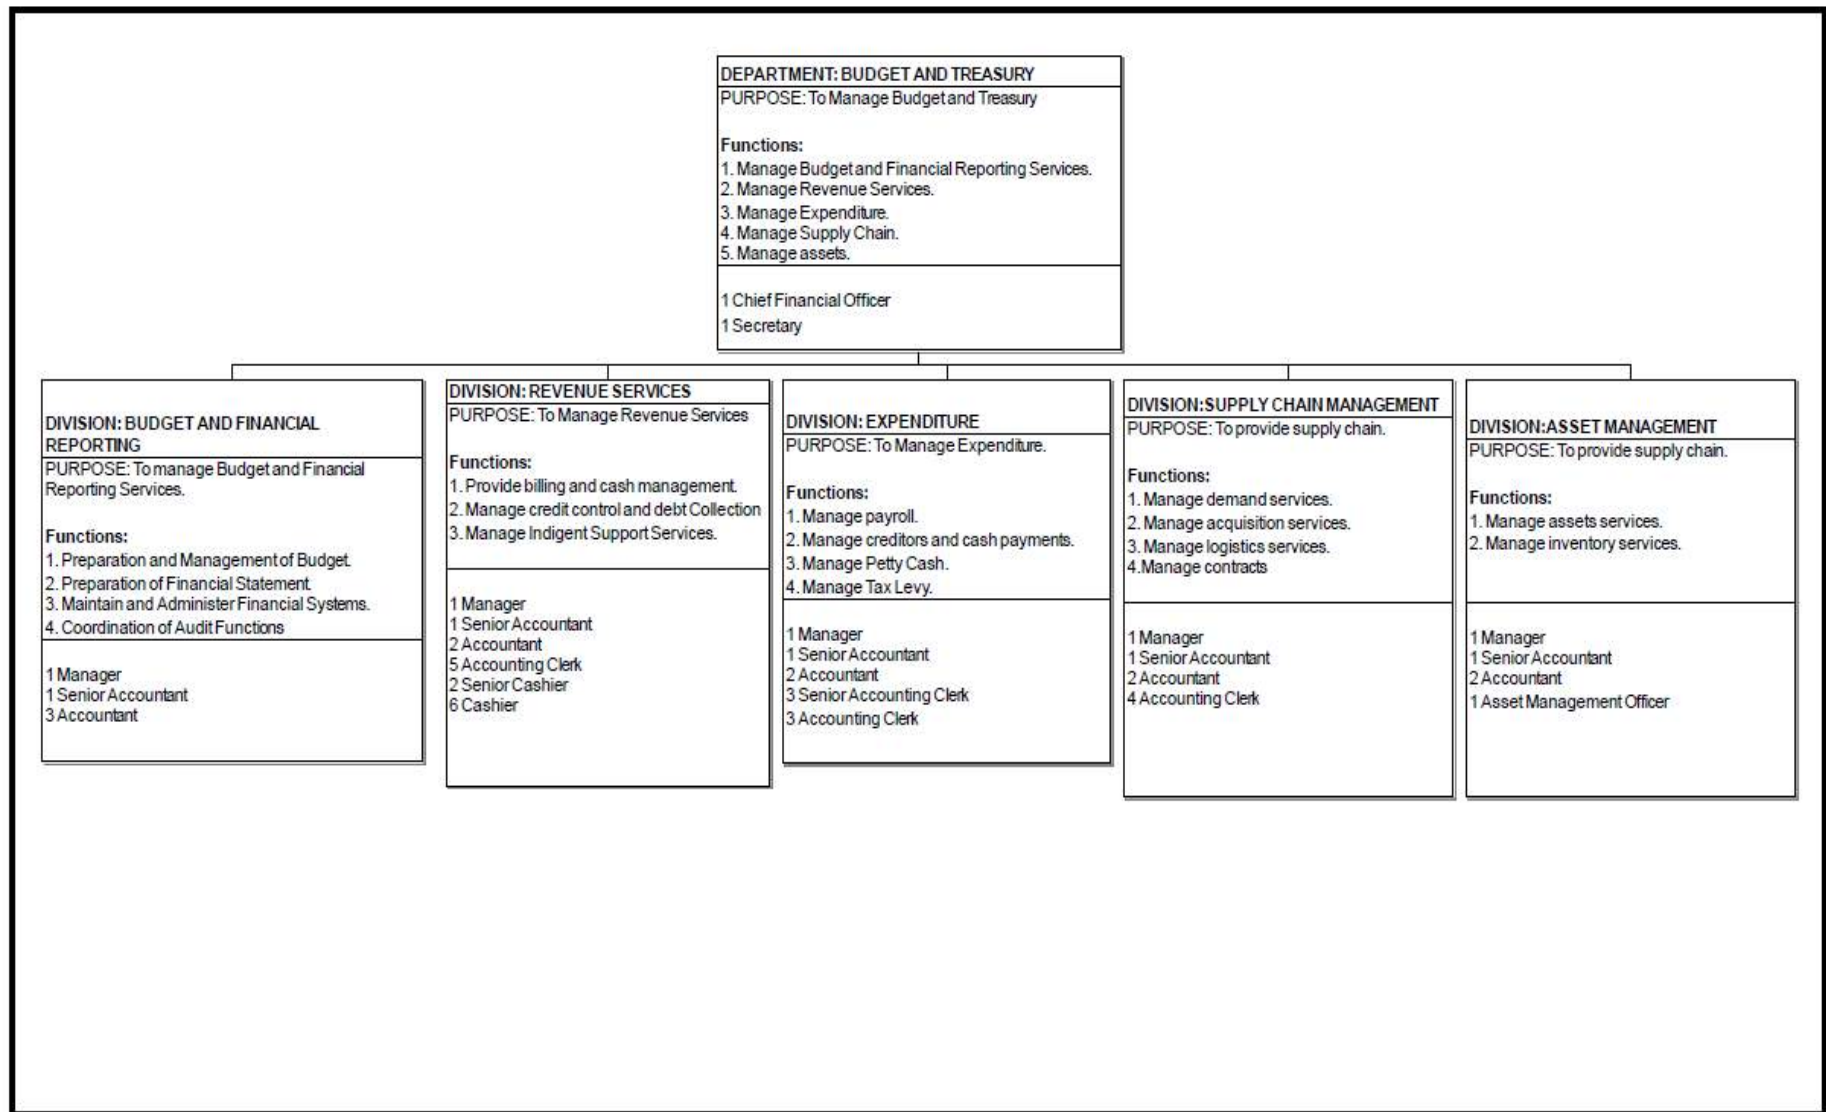 DEPARTMENT: BUDGET AND TREASURY
PURPOSE: To Manage Budget and Treasury
Functions:
1. Manage Budget and Financial Reporting Services.
2. Manage Revenue Services.
3. Manage Expenditure.
4. Manage Supply Chain.
5. Manage assets.
1 Chief Financial Officer
1 Secretary
DIVISION: BUDGET AND FINANCIAL
REPORTING
PURPOSE: To manage Budget and Financial
Reporting Services.
Functions:
1. Preparation and Management of Budget.
2. Preparation of Financial Statement.
3. Maintain and Administer Financial Systems.
4. Coordination of Audit Functions
1 Manager
1 Senior Accountant
3 Accountant
DIVISION: REVENUE SERVICES
PURPOSE: To Manage Revenue Services
Functions:
1. Provide billing and cash management.
2. Manage credit control and debt Collection
3. Manage Indigent Support Services.
1 Manager
1 Senior Accountant
2 Accountant
5 Accounting Clerk
2 Senior Cashier
6 Cashier
DIVISION: EXPENDITURE
PURPOSE: To Manage Expenditure.
Functions:
1. Manage payroll.
2. Manage creditors and cash payments.
3. Manage Petty Cash.
4. Manage Tax Levy.
1 Manager
1 Senior Accountant
2 Accountant
3 Senior Accounting Clerk
3 Accounting Clerk
DIVISION: SUPPLY CHAIN MANAGEMENT
PURPOSE: To provide supply chain.
Functions:
1. Manage demand services.
2. Manage acquisition services.
3. Manage logistics services.
4.Manage contracts
1 Manager
1 Senior Accountant
2 Accountant
4 Accounting Clerk
DIVISION: ASSET MANAGEMENT
PURPOSE: To provide supply chain.
Functions:
1. Manage assets services.
2. Manage inventory services.
1 Manager
1 Senior Accountant
2 Accountant
1 Asset Management Officer